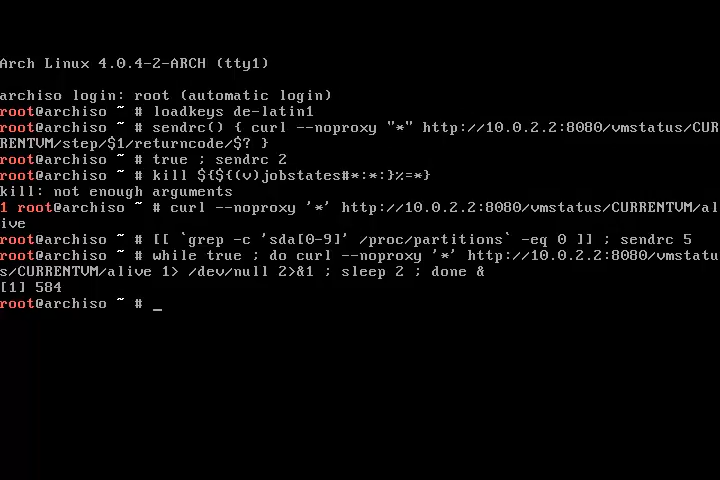 Arch Linux 4.0.4-2-ARCH (tty1)
archiso login: root (automatic login)
root@archiso ~ # loadkeys de-latin1
root@archiso ~ # sendrc() { curl --noproxy "*" http://10.0.2.2:8080/vmstatus/CUR
RENTVM/step/$1/returncode/$? }
root@archiso ~ # true ; sendrc 2
root@archiso ~ # kill ${${(v)jobstates#*:*:}%=*}
kill: not enough arguments
1 root@archiso ~ # curl --noproxy '*' http://10.0.2.2:8080/vmstatus/CURRENTVM/al
ive
root@archiso ~ # [[ `grep -c 'sda[0-9]' /proc/partitions` -eq 0 ]] ; sendrc 5
root@archiso ~ # while true ; do curl --noproxy '*' http://10.0.2.2:8080/vmstatu
s/CURRENTVM/alive 1> /dev/null 2>&1 ; sleep 2 ; done &
[1] 584
root@archiso ~ # _